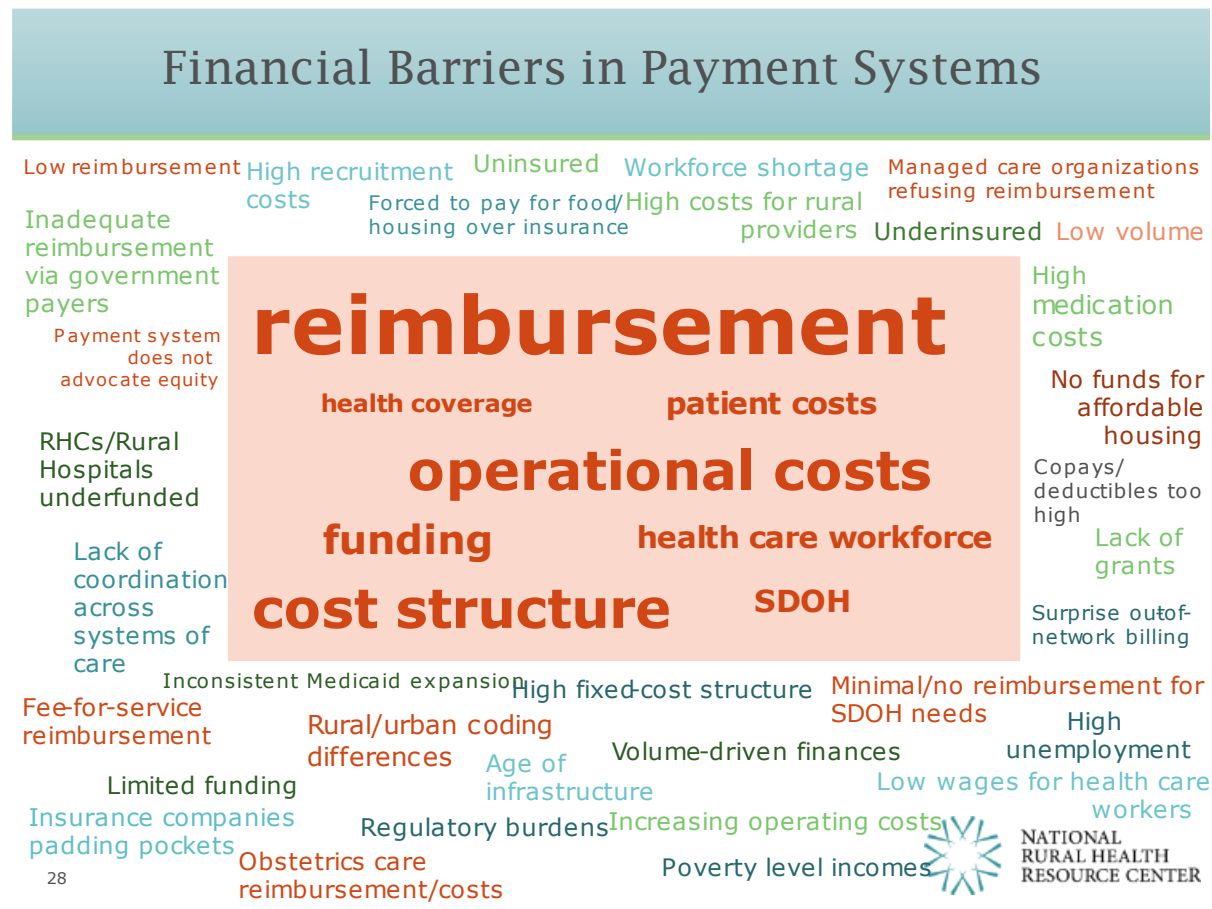 Financial Barriers in Payment Systems
Low reimbursement
High recruitment
costs
Uninsured
Workforce shortage
Managed care organizations
refusing reimbursement
Forced to pay for food/
housing over insurance
High costs for rural
providers
Underinsured
Low volume
Inadequate
reimbursement
via government
payers
Payment system
does not
advocate equity
RHCs/Rural
Hospitals
underfunded
Lack of
coordination
across
systems of
care
reimbursement
health coverage
patient costs
operational costs
funding
health care workforce
cost structure
SDOH
High
medication
costs
No funds for
affordable
housing
Copays/
deductibles too
high
Lack of
grants
Surprise out-of-
network billing
Inconsistent Medicaid expansion
High fixed-cost structure
Minimal/no reimbursement for
SDOH needs
Fee-for-service
reimbursement
Rural/urban coding
differences
High
unemployment
Volume-driven finances
Age of
infrastructure
Limited funding
Low wages for health care
workers
Insurance companies
padding pockets
Regulatory burdens
Increasing operating costs
Obstetrics care
reimbursement/costs
Poverty level incomes
NATIONAL
RURAL HEALTH
RESOURCE CENTER
28